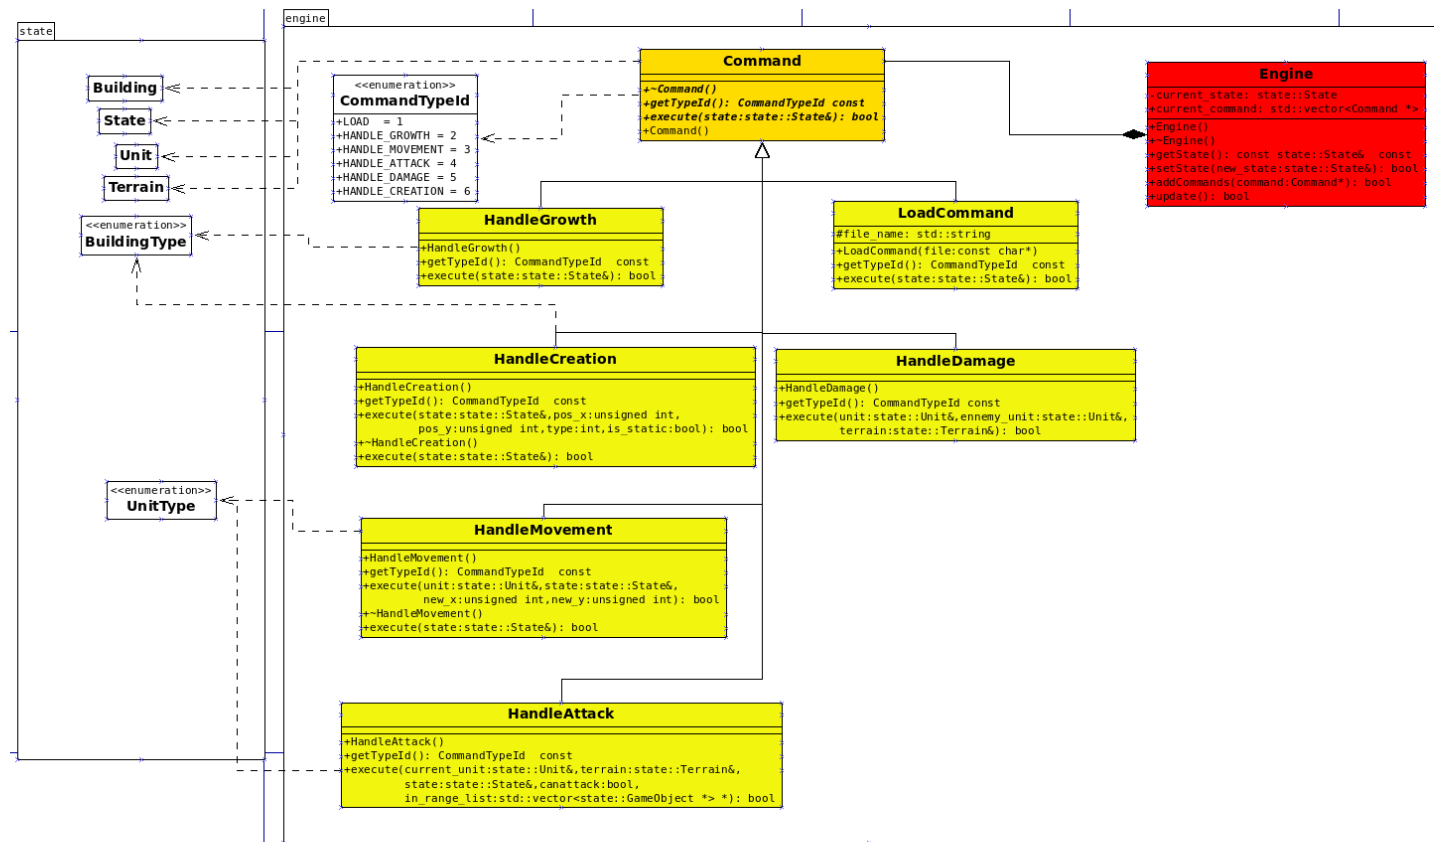 state
Building
State
Unit
Terrain
<<enumeration>>
BuildingType
<<enumeration>>
UnitType
engine
<<enumeration>>
CommandTypeId
+LOAD  = 1
+HANDLE_GROWTH = 2
+HANDLE_MOVEMENT = 3
+HANDLE_ATTACK = 4
+HANDLE_DAMAGE = 5
+HANDLE_CREATION = 6
Command
+~Command()
+getTypeId(): CommandTypeId const
+execute(state:state::State&): bool
+Command()
Engine
-current_state: state::State
+current_command: std::vector<Command *>
+Engine()
+~Engine()
+getState(): const state::State&  const
+setState(new_state:state::State&): bool
+addCommands(command:Command*): bool
+update(): bool
HandleGrowth
+HandleGrowth()
+getTypeId(): CommandTypeId  const
+execute(state:state::State&): bool
LoadCommand
#file_name: std::string
+LoadCommand(file:const char*)
+getTypeId(): CommandTypeId  const
+execute(state:state::State&): bool
HandleCreation
+HandleCreation()
+getTypeId(): CommandTypeId  const
+execute(state:state::State&,pos_x:unsigned int,
pos_y:unsigned int,type:int,is_static:bool): bool
+~HandleCreation()
+execute(state:state::State&): bool
HandleDamage
+HandleDamage()
+getTypeId(): CommandTypeId const
+execute(unit:state::Unit&,ennemy_unit:state::Unit&,
terrain:state::Terrain&): bool
HandleMovement
+HandleMovement()
+getTypeId(): CommandTypeId  const
+execute(unit:state::Unit&,state:state::State&,
new_x:unsigned int,new_y:unsigned int): bool
+~HandleMovement()
+execute(state:state::State&): bool
HandleAttack
+HandleAttack()
+getTypeId(): CommandTypeId  const
+execute(current_unit:state::Unit&,terrain:state::Terrain&,
state:state::State&,canattack:bool,
in_range_list:std::vector<state::GameObject *> *): bool